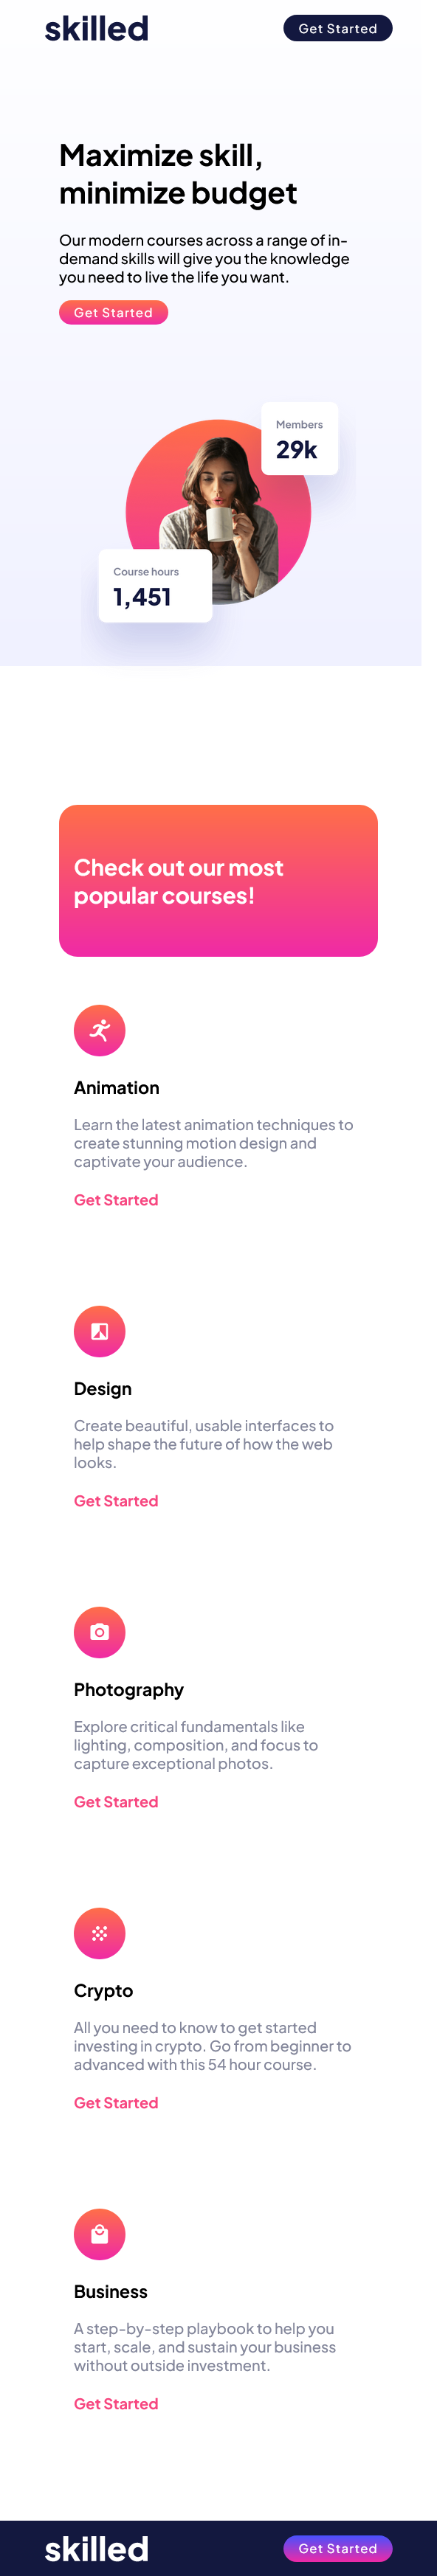 skilled
Get Started
Maximize skill,
minimize budget
Our modern courses across a range of in-
demand skills will give you the knowledge
you need to live the life you want.
Get Started
Members
29k
Course hours
1,451
Check out our most
popular courses!
Animation
Learn the latest animation techniques to
create stunning motion design and
captivate your audience.
Get Started
Design
Create beautiful, usable interfaces to
help shape the future of how the web
looks.
Get Started
Photography
Explore critical fundamentals like
lighting, composition, and focus to
capture exceptional photos.
Get Started
Crypto
All you need to know to get started
investing in crypto. Go from beginner to
advanced with this 54 hour course.
Get Started
Business
A step-by-step playbook to help you
start, scale, and sustain your business
without outside investment.
Get Started
skilled
Get Started